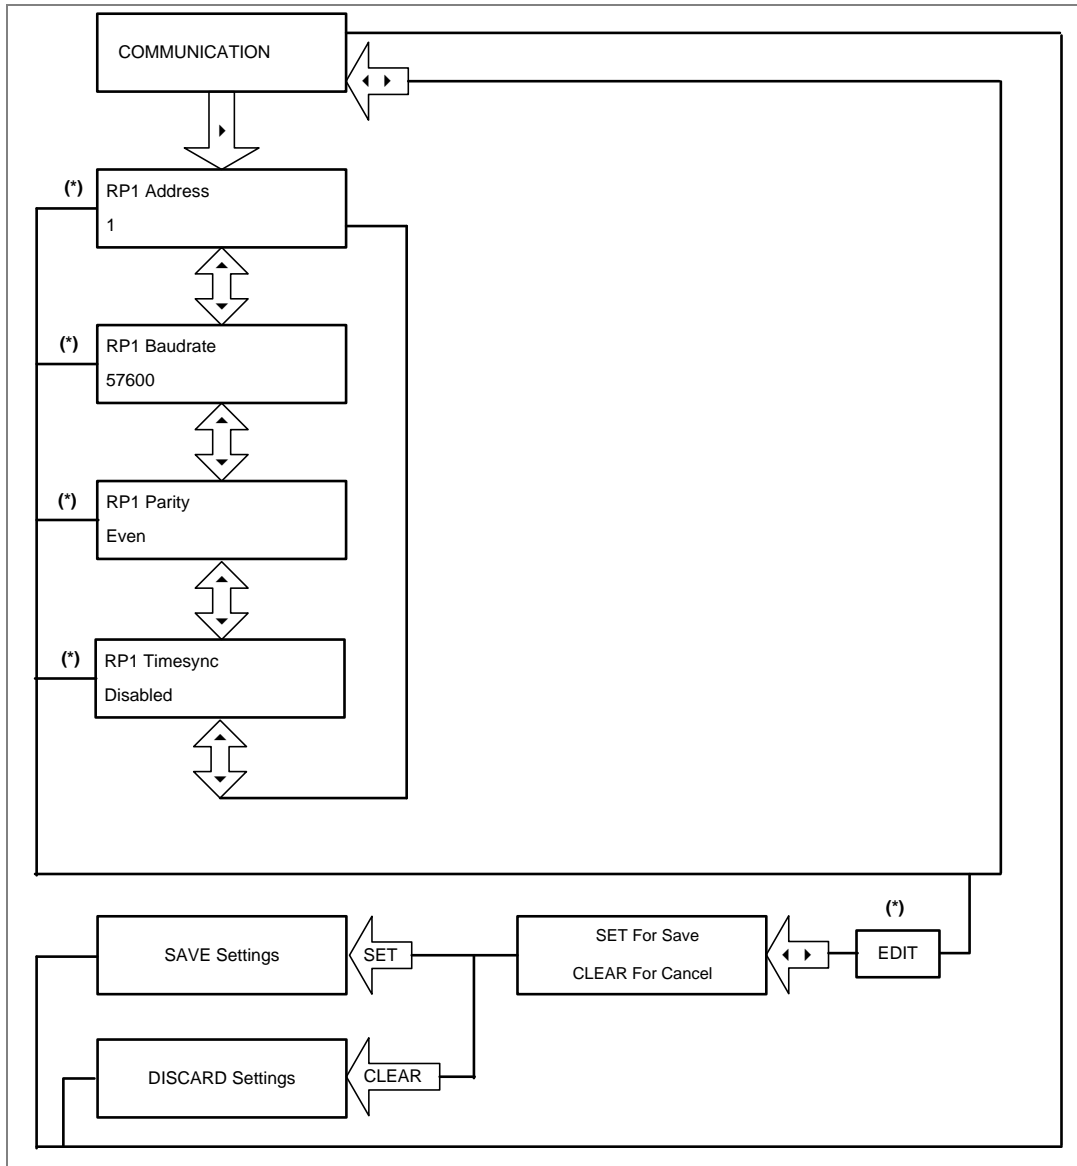 COMMUNICATION
(*)
RP1 Address
1
(*)
RP1 Baudrate
57600
(*)
RP1 Parity
Even
(*)
RP1 Timesync
Disabled
(*)
SAVE Settings
SET
SET For Save
CLEAR For Cancel
EDIT
DISCARD Settings
CLEAR